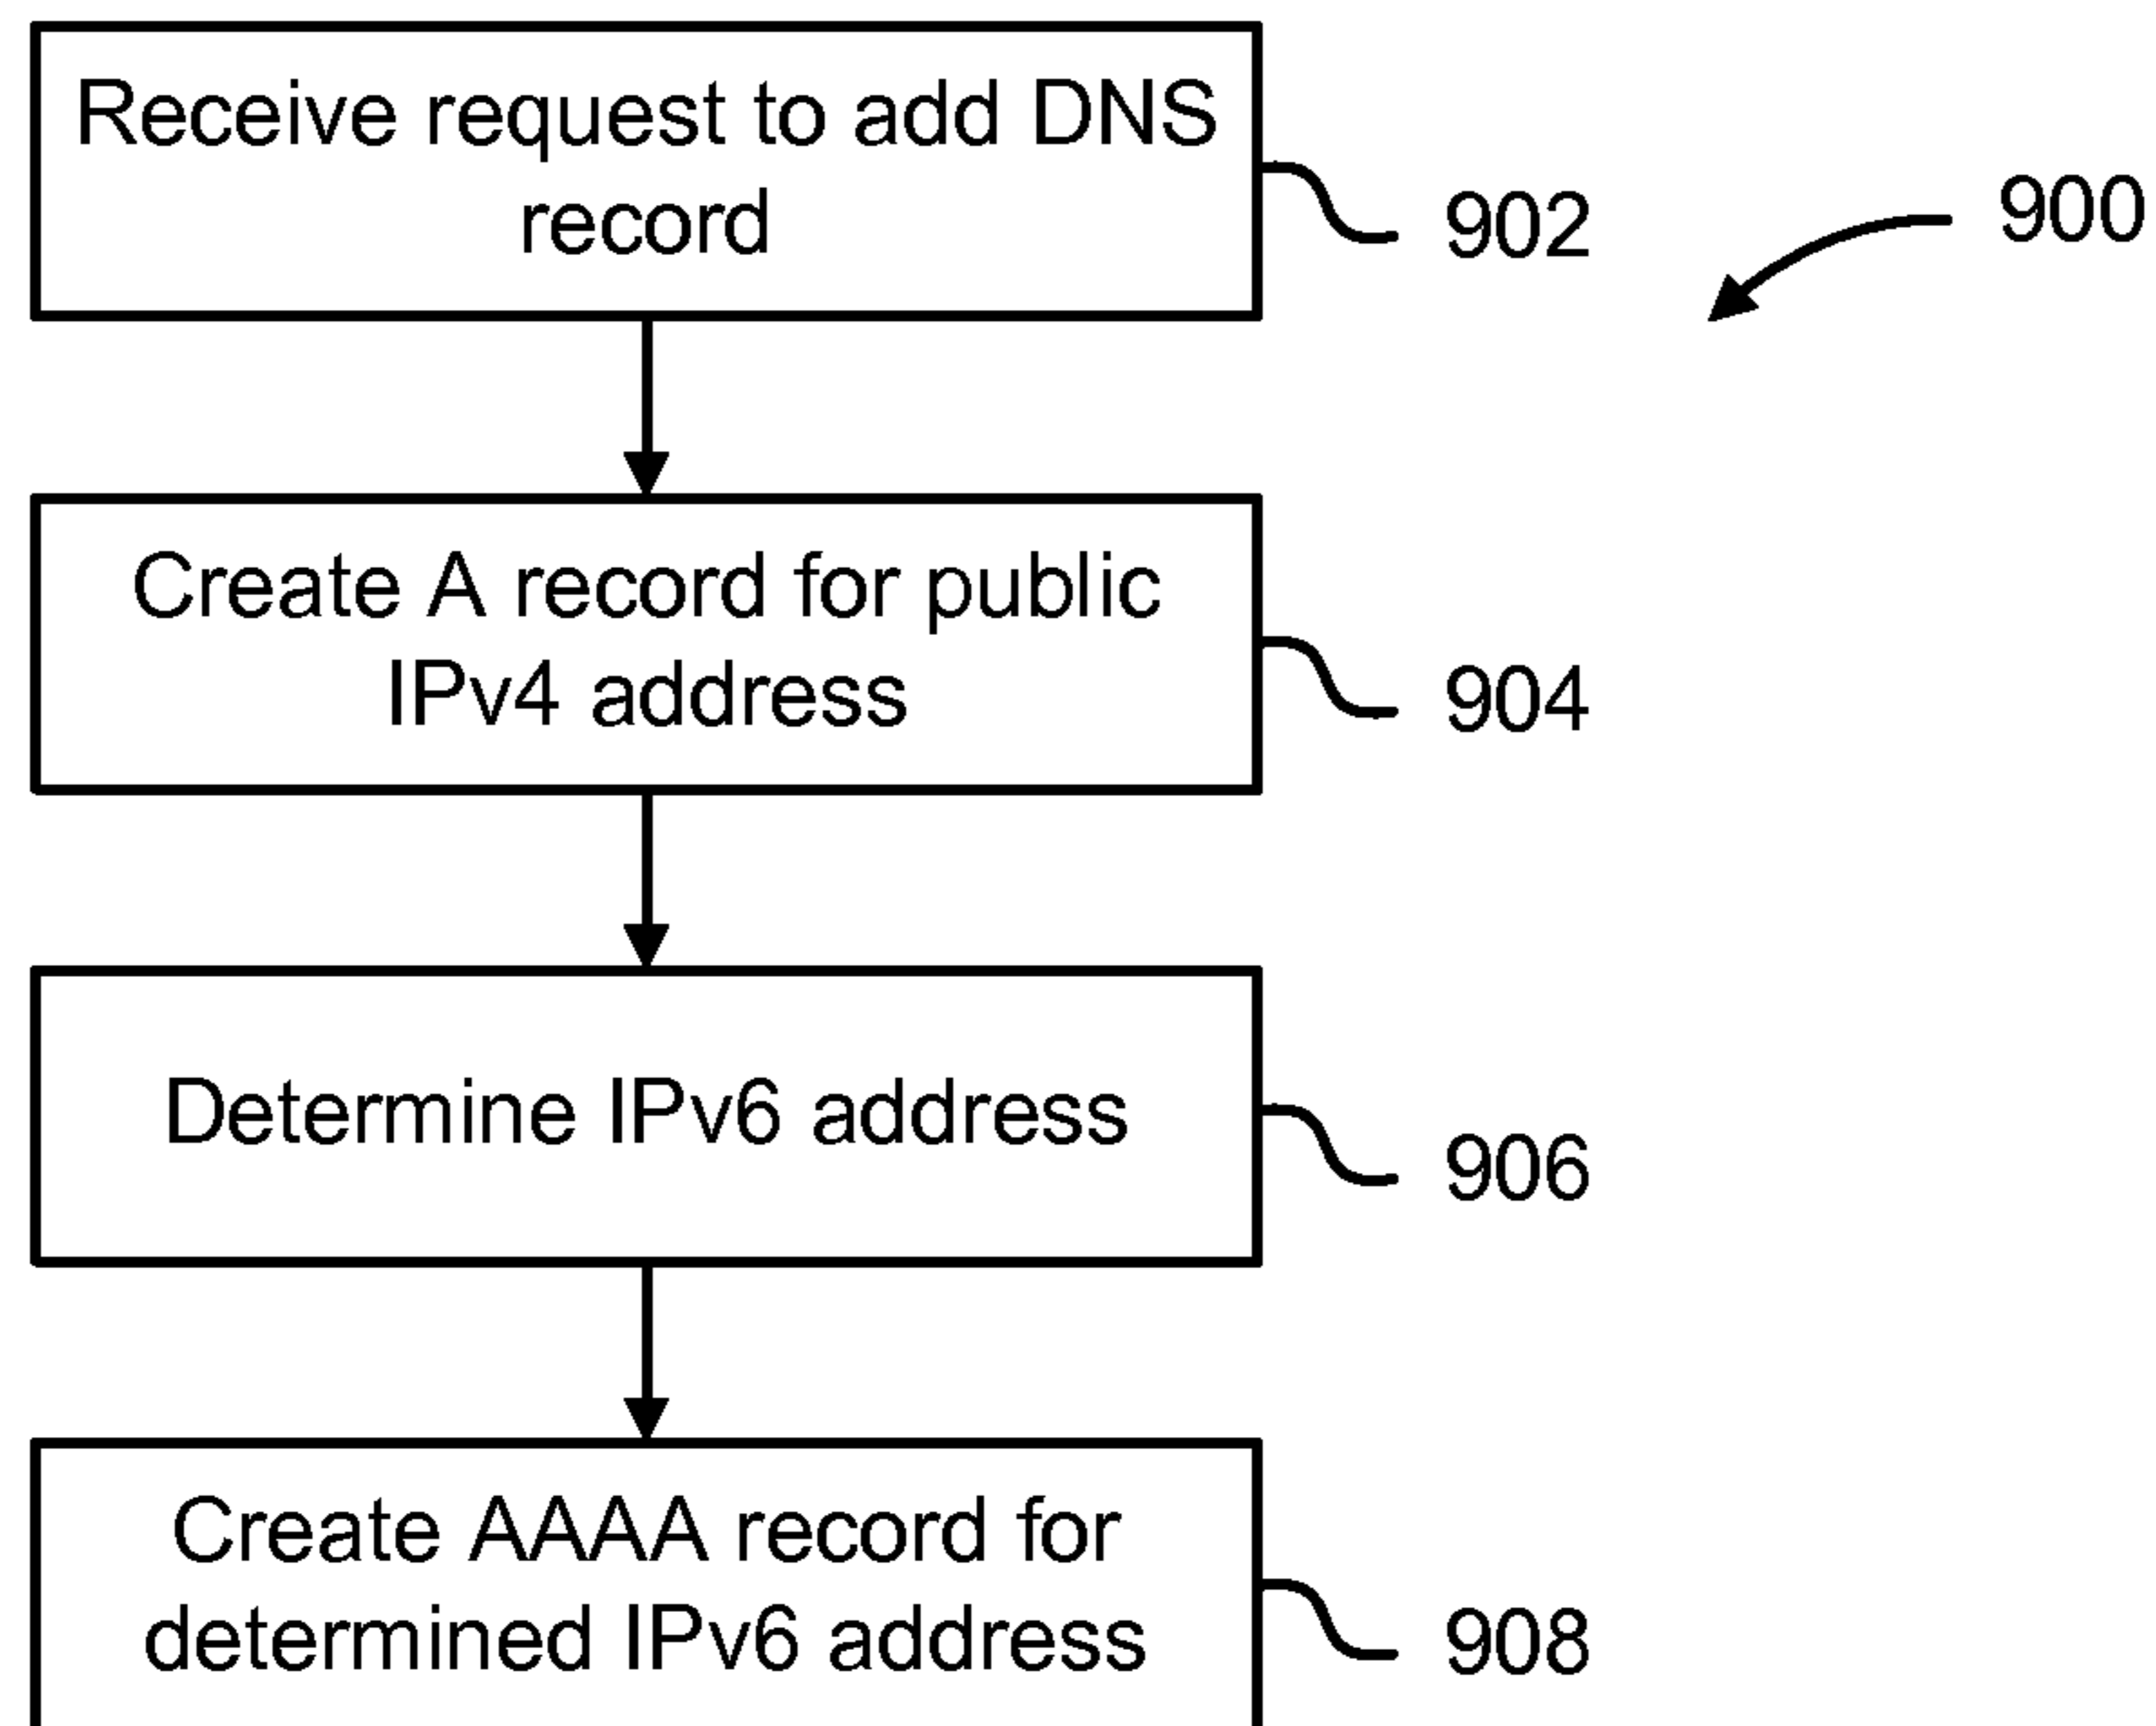 Receive request to add DNS
record
902
900
Create A record for public
IPv4 address
904
Determine IPv6 address
906
Create AAAA record for
determined IPv6 address
908